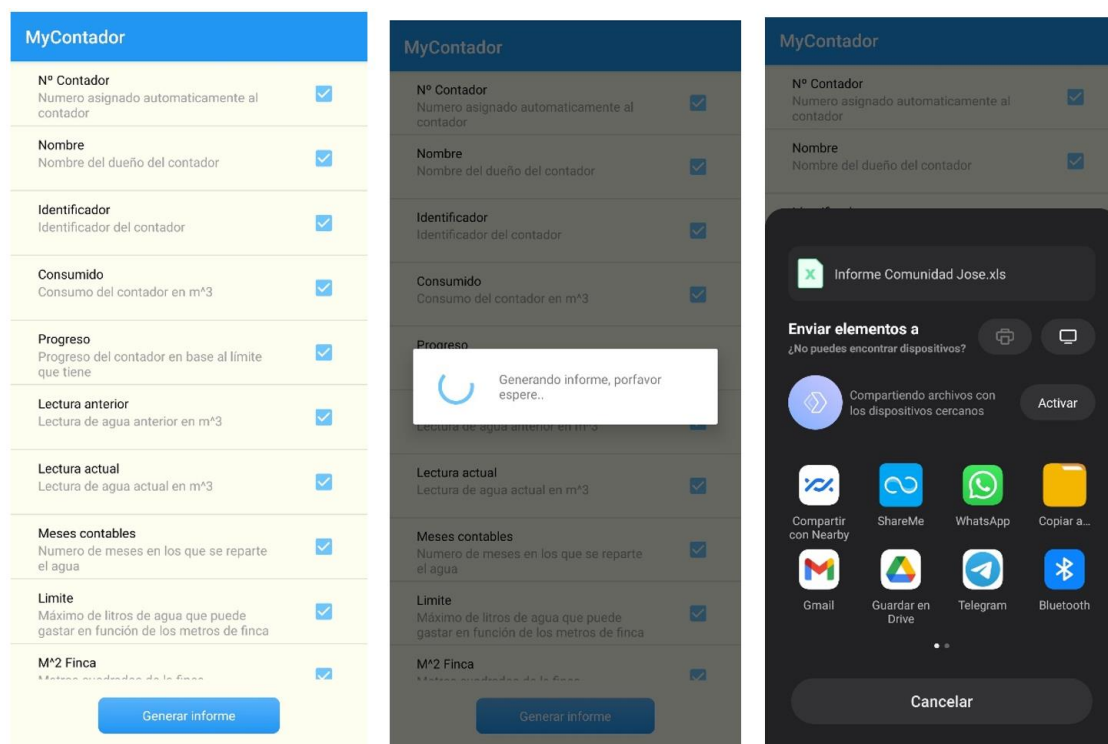 MyContador
Nº Contador
Numero asignado automaticamente al
contador
Nombre
Nombre del dueño del contador
Identificador
Identificador del contador
Consumido
Consumo del contador en m^3
Progreso
Progreso del contador en base al límite
que tiene
Lectura anterior
Lectura de agua anterior en m^3
Lectura actual
Lectura de agua actual en m^3
Meses contables
Numero de meses en los que se reparte
el agua
Limite
Máximo de litros de agua que puede
gastar en función de los metros de finca
M^2 Finca
Metros cuadrados de la finca
Generar informe
MyContador
Nº Contador
Numero asignado automaticamente al
contador
Nombre
Nombre del dueño del contador
Identificador
Identificador del contador
Consumido
Consumo del contador en m^3
Progreso
Generando informe, porfavor
espere..
Lectura de agua anterior en m^3
Lectura actual
Lectura de agua actual en m^3
Meses contables
Numero de meses en los que se reparte
el agua
Limite
Máximo de litros de agua que puede
gastar en función de los metros de finca
M^2 Finca
Metros cuadrados de la finca
Generar informe
MyContador
Nº Contador
Numero asignado automaticamente al
contador
Nombre
Nombre del dueño del contador
Informe Comunidad Jose.xls
Enviar elementos a
¿No puedes encontrar dispositivos?
Compartiendo archivos con
los dispositivos cercanos
Activar
Compartir
con Nearby
ShareMe
WhatsApp
Copiar a...
Gmail
Guardar en
Drive
Telegram
Bluetooth
Cancelar